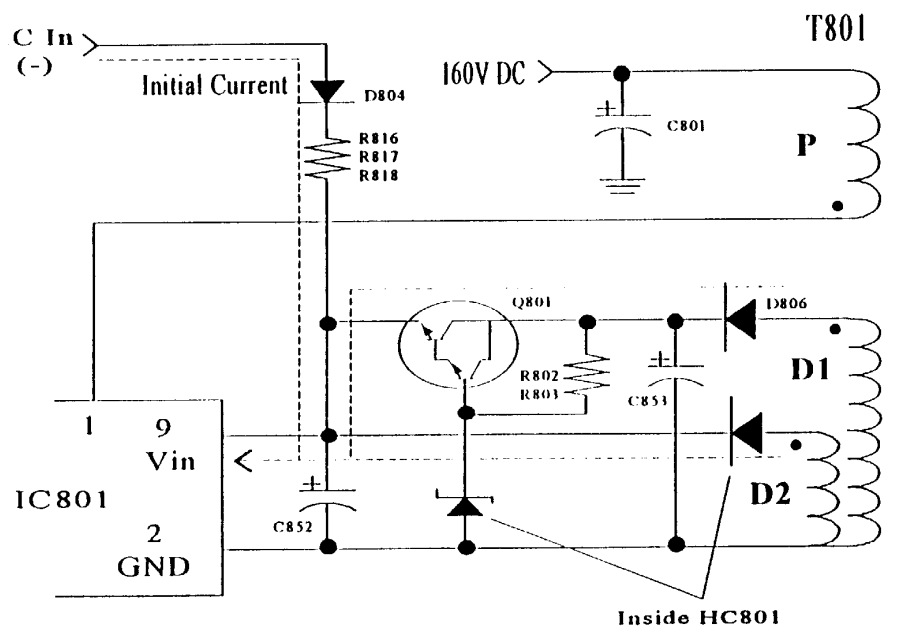 T801
C In
(-)
Initial Current
D804
160V DC
+
C801
P
R816
R817
R818
Q801
D806
R802
R803
+
C853
D1
1
9
Vin
IC801
+
C852
D2
2
GND
Inside HC801